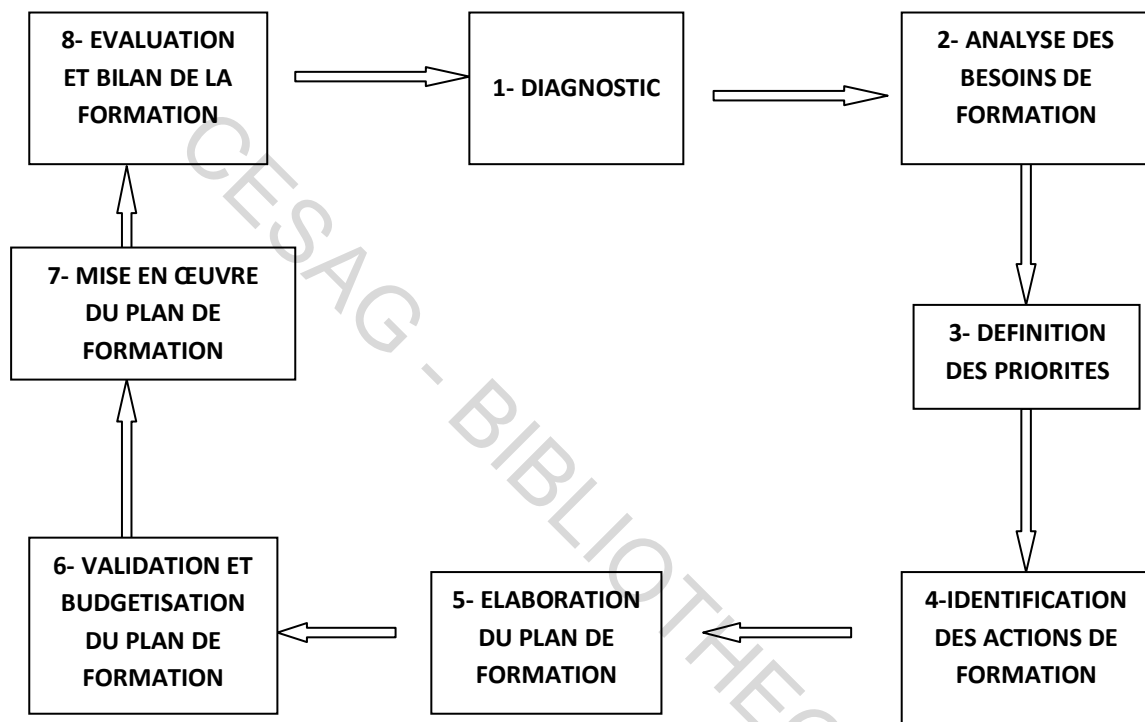 8- EVALUATION
ET BILAN DE LA
FORMATION
1- DIAGNOSTIC
2- ANALYSE DES
BESOINS DE
FORMATION
7- MISE EN ŒUVRE
DU PLAN DE
FORMATION
3- DEFINITION
DES PRIORITES
6- VALIDATION ET
BUDGETISATION
DU PLAN DE
FORMATION
5- ELABORATION
DU PLAN DE
FORMATION
4-IDENTIFICATION
DES ACTIONS DE
FORMATION
CESAG - BIBLIOTHEQ